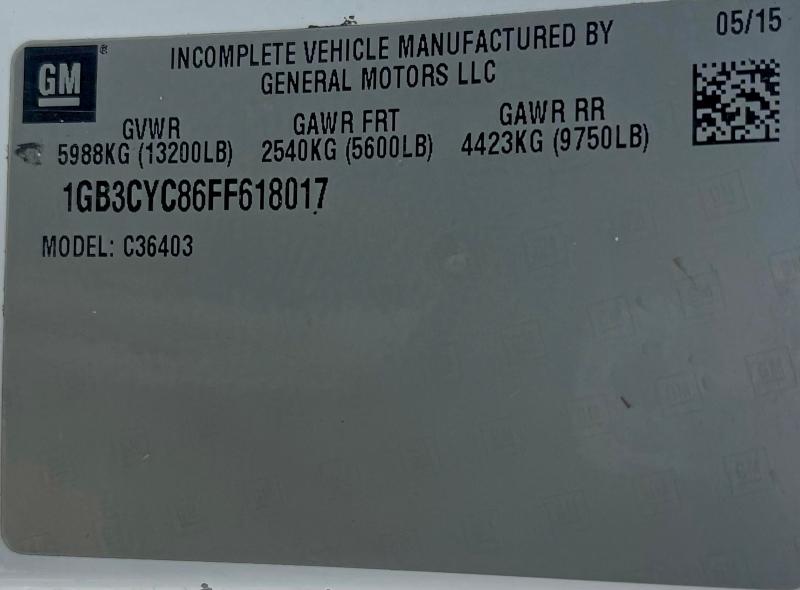 05/15
GM®
INCOMPLETE VEHICLE MANUFACTURED BY
GENERAL MOTORS LLC
GVWR GAWR FRT GAWR RR
5988KG (13200LB) 2540KG (5600LB) 4423KG (9750LB)
1GB3CYC86FF618017
MODEL: C36403